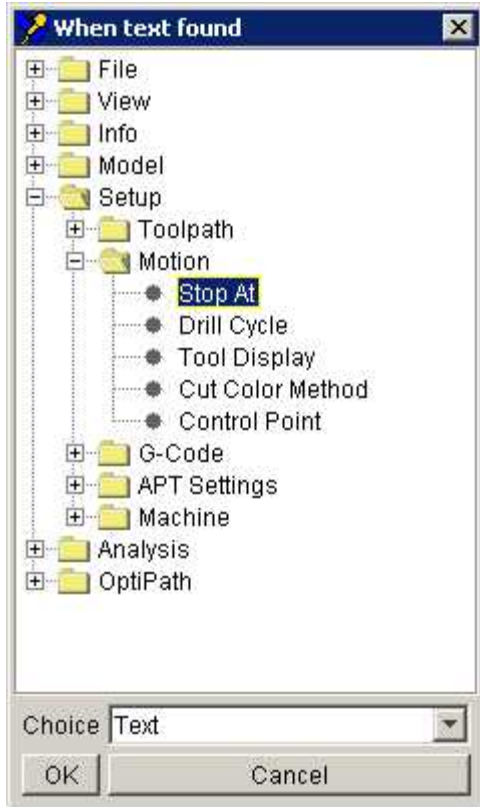 When text found
File
View
Info
Model
Setup
Toolpath
Motion
Stop At
Drill Cycle
Tool Display
Cut Color Method
Control Point
G-Code
APT Settings
Machine
Analysis
OptiPath
Choice Text
OK Cancel